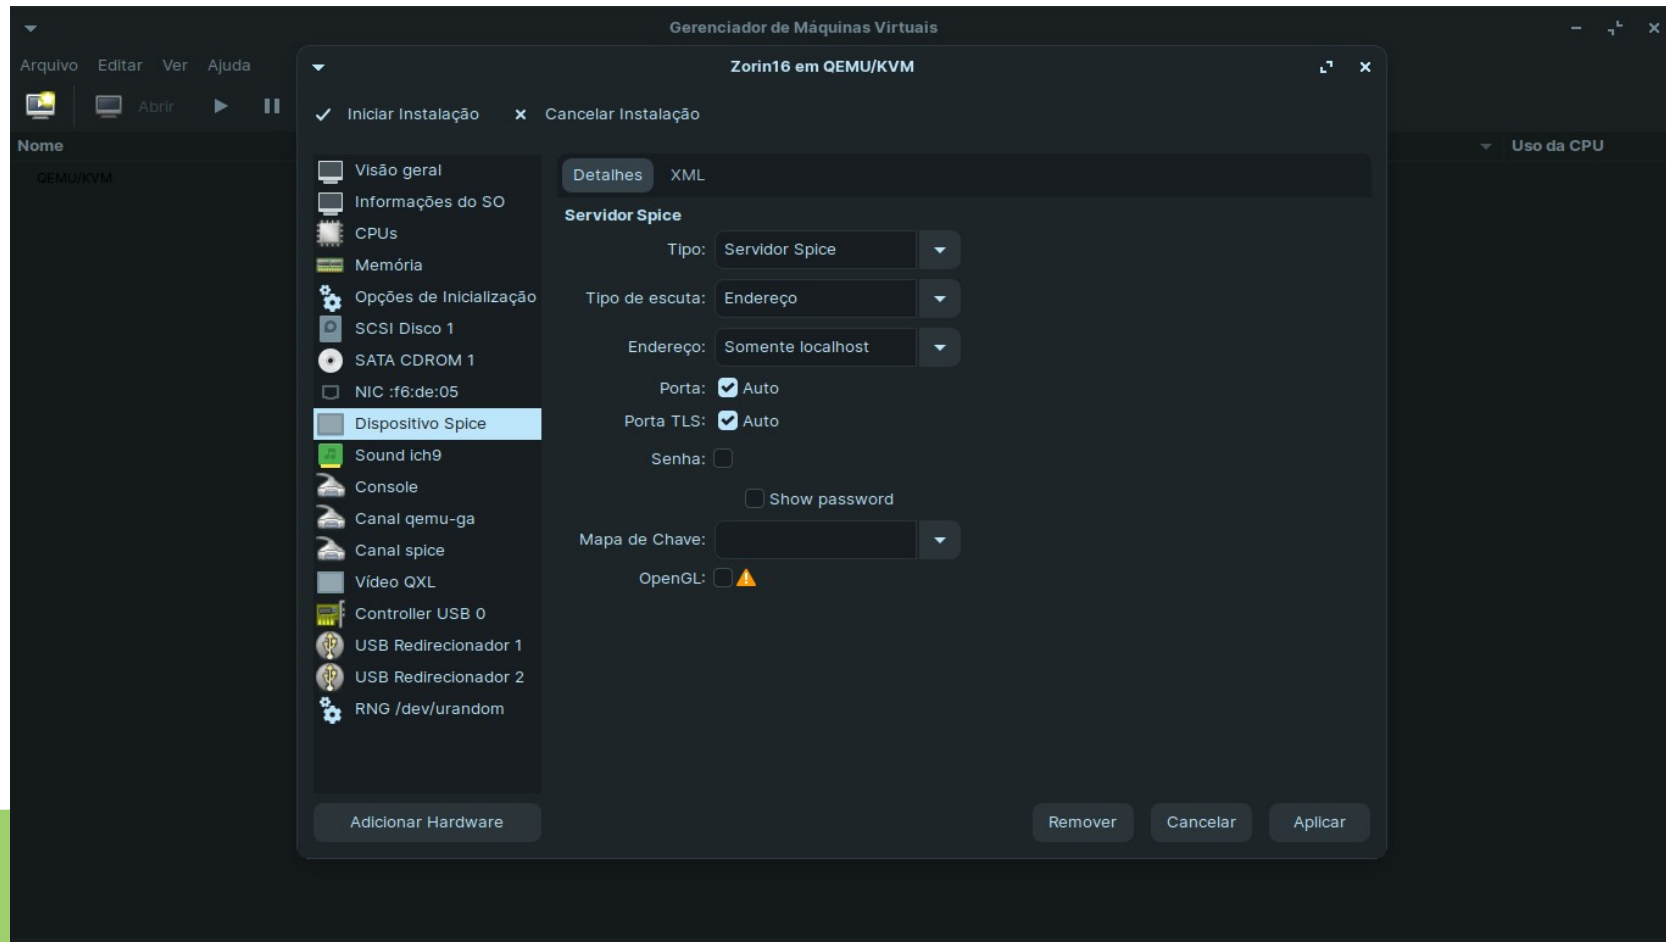 Gerenciador de Máquinas Virtuais
Arquivo Editar Ver Ajuda
Abrir
Nome
Uso da CPU
QEMU/KVM
Zorin16 em QEMU/KVM
Iniciar Instalação
Cancelar Instalação
Visão geral
Informações do SO
CPUs
Memória
Opções de Inicialização
SCSI Disco 1
SATA CDROM 1
NIC :f6:de:05
Dispositivo Spice
Sound ich9
Console
Canal qemu-ga
Canal spice
Vídeo QXL
Controller USB 0
USB Redirecionador 1
USB Redirecionador 2
RNG /dev/urandom
Adicionar Hardware
Detalhes XML
Servidor Spice
Tipo: Servidor Spice
Tipo de escuta: Endereço
Endereço: Somente localhost
Porta: Auto
Porta TLS: Auto
Senha:
Show password
Mapa de Chave:
OpenGL:
Remover Cancelar Aplicar